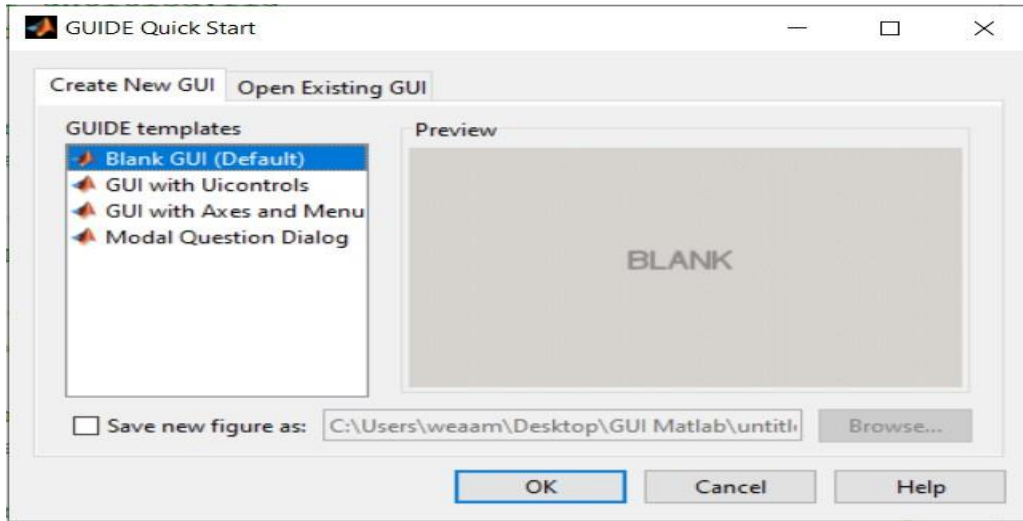 GUIDE Quick Start
Create New GUI
Open Existing GUI
GUIDE templates
Preview
Blank GUI (Default)
GUI with Uicontrols
GUI with Axes and Menu
Modal Question Dialog
BLANK
Save new figure as:
C:\Users\weaam\Desktop\GUI Matlab\untitl
Browse...
OK
Cancel
Help